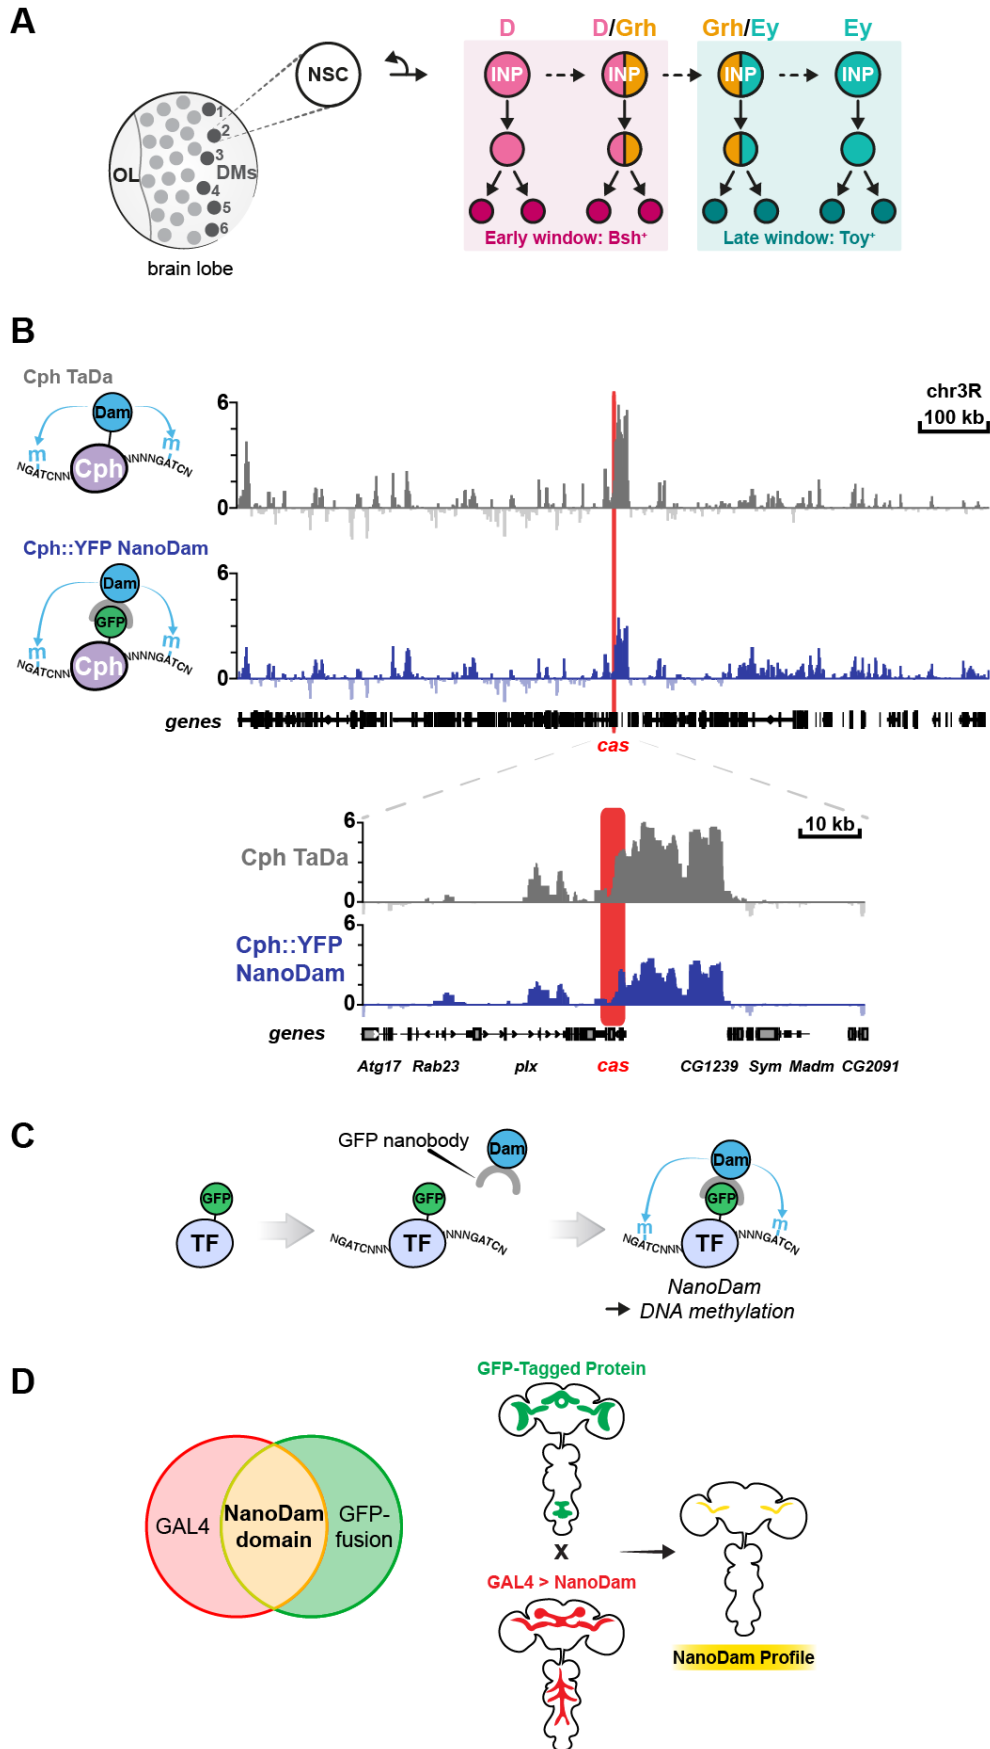 A
D D/Grh Grh/Ey Ey
NSC
INP INP INP INP
1
2
3
DMs
OL
4
5
6
Early window: Bsh+
Late window: Toy+
brain lobe
B
Cph TaDa
Dam
m m
NGATCNN Cph NNNNGATCN
6
0
chr3R
100 kb
Cph::YFP NanoDam
Dam
GFP
m m
NGATCNN Cph NNNNGATCN
6
0
genes
cas
6
10 kb
Cph TaDa
0
6
Cph::YFP
NanoDam
0
genes
Atg17 Rab23 plx cas CG1239 Sym Madm CG2091
C
GFP nanobody
Dam
GFP
TF
GFP
NGATCNNN TF NNNGATCN
Dam
GFP
m m
NGATCNNN TF NNNGATCN
NanoDam
DNA methylation
D
GFP-Tagged Protein
GAL4
NanoDam
domain
GFP-
fusion
X
GAL4 > NanoDam
NanoDam Profile